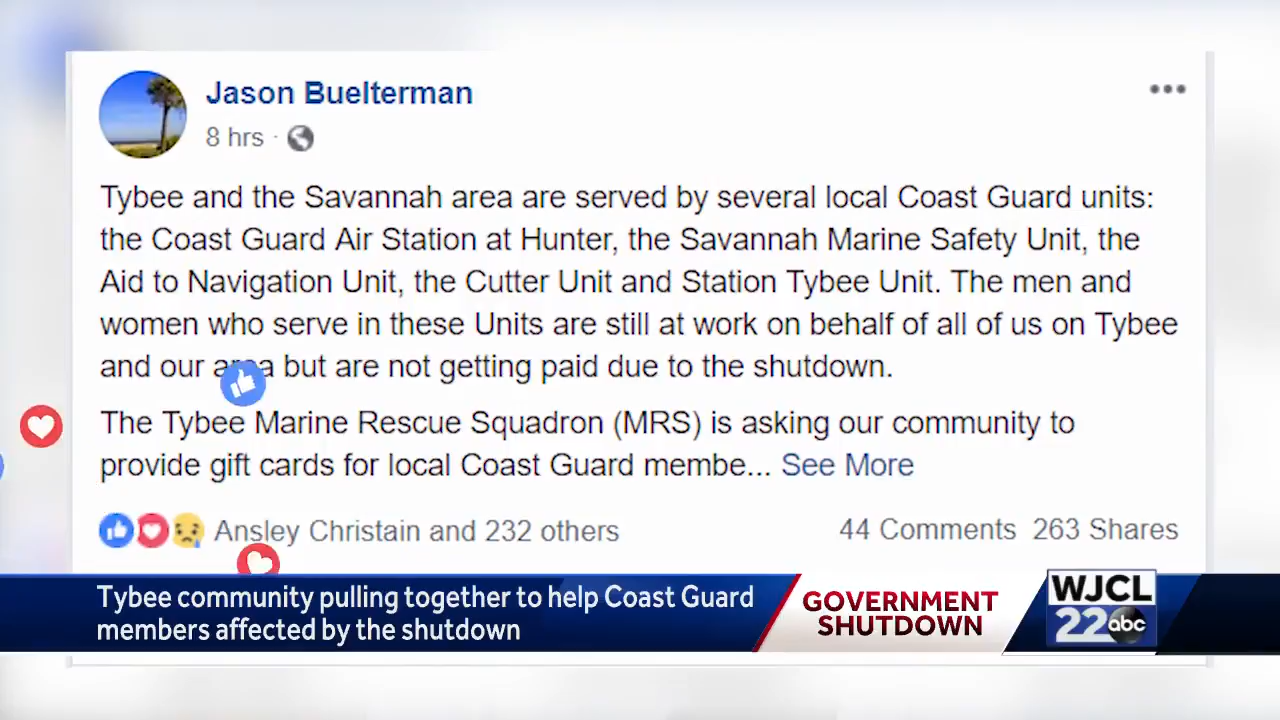 Jason Buelterman
8 hrs ·
Tybee and the Savannah area are served by several local Coast Guard units:
the Coast Guard Air Station at Hunter, the Savannah Marine Safety Unit, the
Aid to Navigation Unit, the Cutter Unit and Station Tybee Unit. The men and
women who serve in these Units are still at work on behalf of all of us on Tybee
and our area but are not getting paid due to the shutdown.
The Tybee Marine Rescue Squadron (MRS) is asking our community to
provide gift cards for local Coast Guard membe... See More
Ansley Christain and 232 others
44 Comments 263 Shares
Tybee community pulling together to help Coast Guard
members affected by the shutdown
GOVERNMENT
SHUTDOWN
WJCL
22 abc